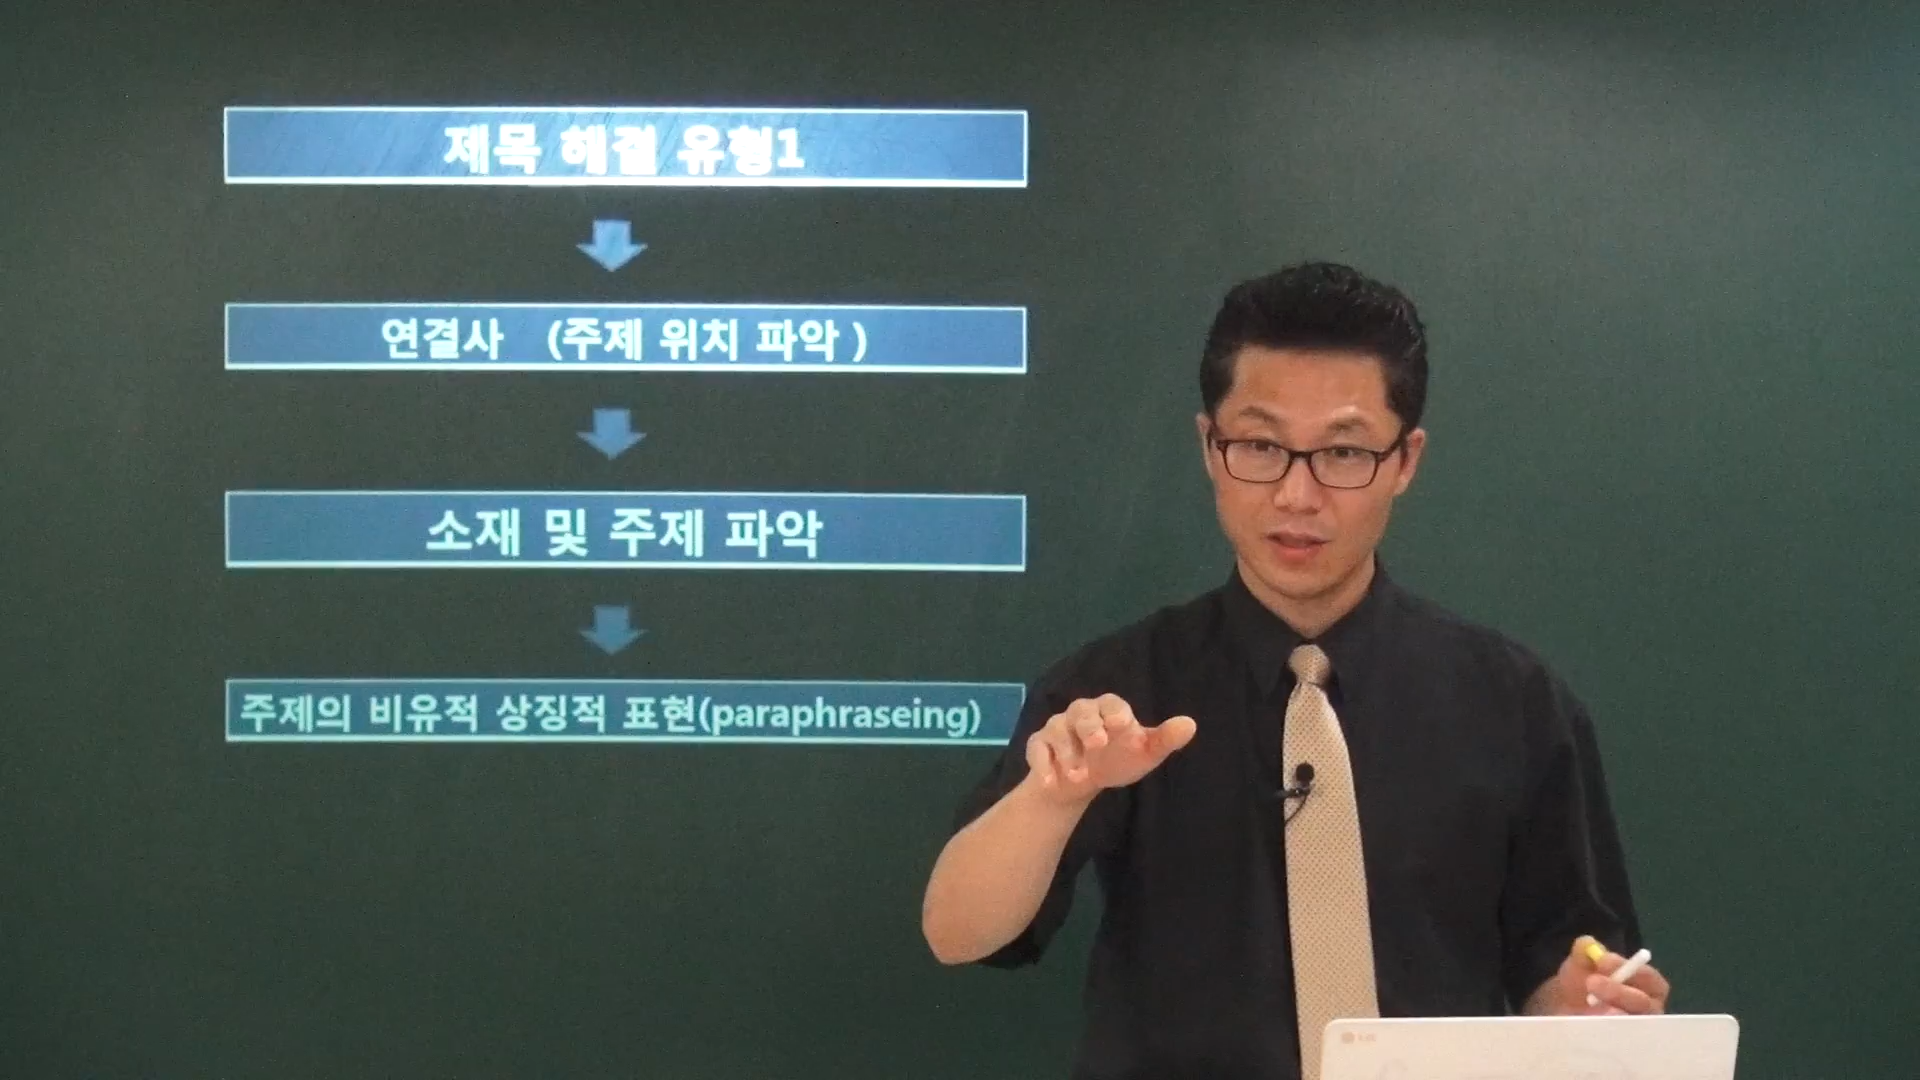 제목 해결 유형1
연결사 (주제 위치 파악 )
소재 및 주제 파악
주제의 비유적 상징적 표현(paraphraseing)